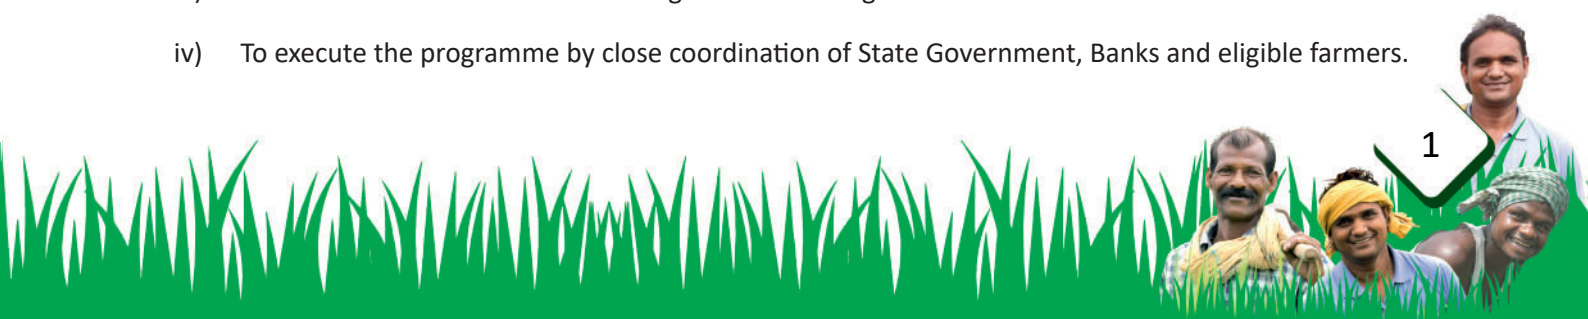 iv) To execute the programme by close coordination of State Government, Banks and eligible farmers.
1